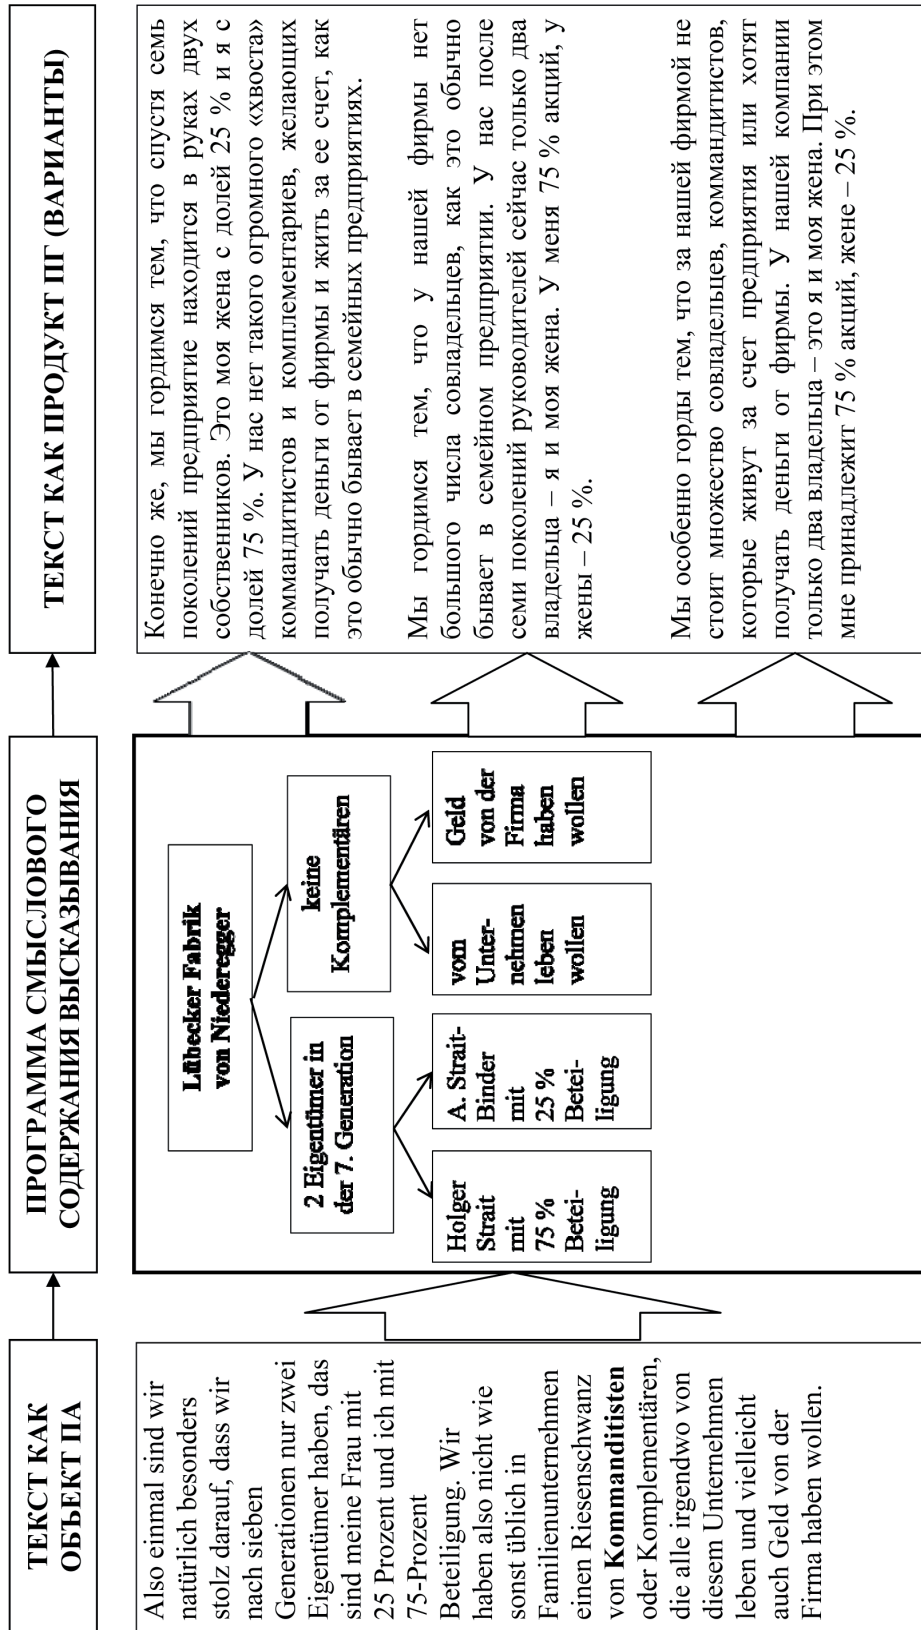 ТЕКСТ КАК
ОБЪЕКТ ПА
ПРОГРАММА СМЫСЛОВОГО
СОДЕРЖАНИЯ ВЫСКАЗЫВАНИЯ
ТЕКСТ КАК ПРОДУКТ ПГ (ВАРИАНТЫ)
Also einmal sind wir
natürlich besonders
stolz darauf, dass wir
nach sieben
Generationen nur zwei
Eigentümer haben, das
sind meine Frau mit
25 Prozent und ich mit
75-Prozent
Beteiligung. Wir
haben also nicht wie
sonst üblich in
Familienunternehmen
einen Riesenschwanz
von Kommanditisten
oder Komplementären,
die alle irgendwo von
diesem Unternehmen
leben und vielleicht
auch Geld von der
Firma haben wollen.
Lübecker Fabrik
von Niederegger
2 Eigentümer in
der 7. Generation
keine
Komplementären
Holger
Strait
mit
75 %
Betei-
ligung
A. Strait-
Binder
mit
25 %
Betei-
ligung
vom
Unter-
nehmen
leben
wollen
Geld
von der
Firma
haben
wollen
Конечно же, мы гордимся тем, что спустя семь
поколений предприятие находится в руках двух
собственников. Это моя жена с долей 25 % и я с
долей 75 %. У нас нет такого огромного «хвоста»
коммандитистов и комплементариев, желающих
получать деньги от фирмы и жить за ее счет, как
это обычно бывает в семейных предприятиях.
Мы гордимся тем, что у нашей фирмы нет
большого числа совладельцев, как это обычно
бывает в семейном предприятии. У нас после
семи поколений руководителей сейчас только два
владельца – я и моя жена. У меня 75 % акций, у
жены – 25 %.
Мы особенно горды тем, что за нашей фирмой не
стоит множество совладельцев, коммандитистов,
которые живут за счет предприятия или хотят
получать деньги от фирмы. У нашей компании
только два владельца – это я и моя жена. При этом
мне принадлежит 75 % акций, жене – 25 %.